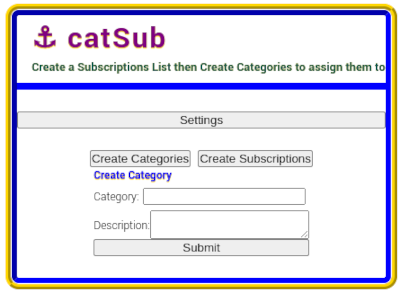 ⚓ catSub
Create a Subscriptions List then Create Categories to assign them to
Settings
Create Categories Create Subscriptions
Create Category
Category:
Description:
Submit